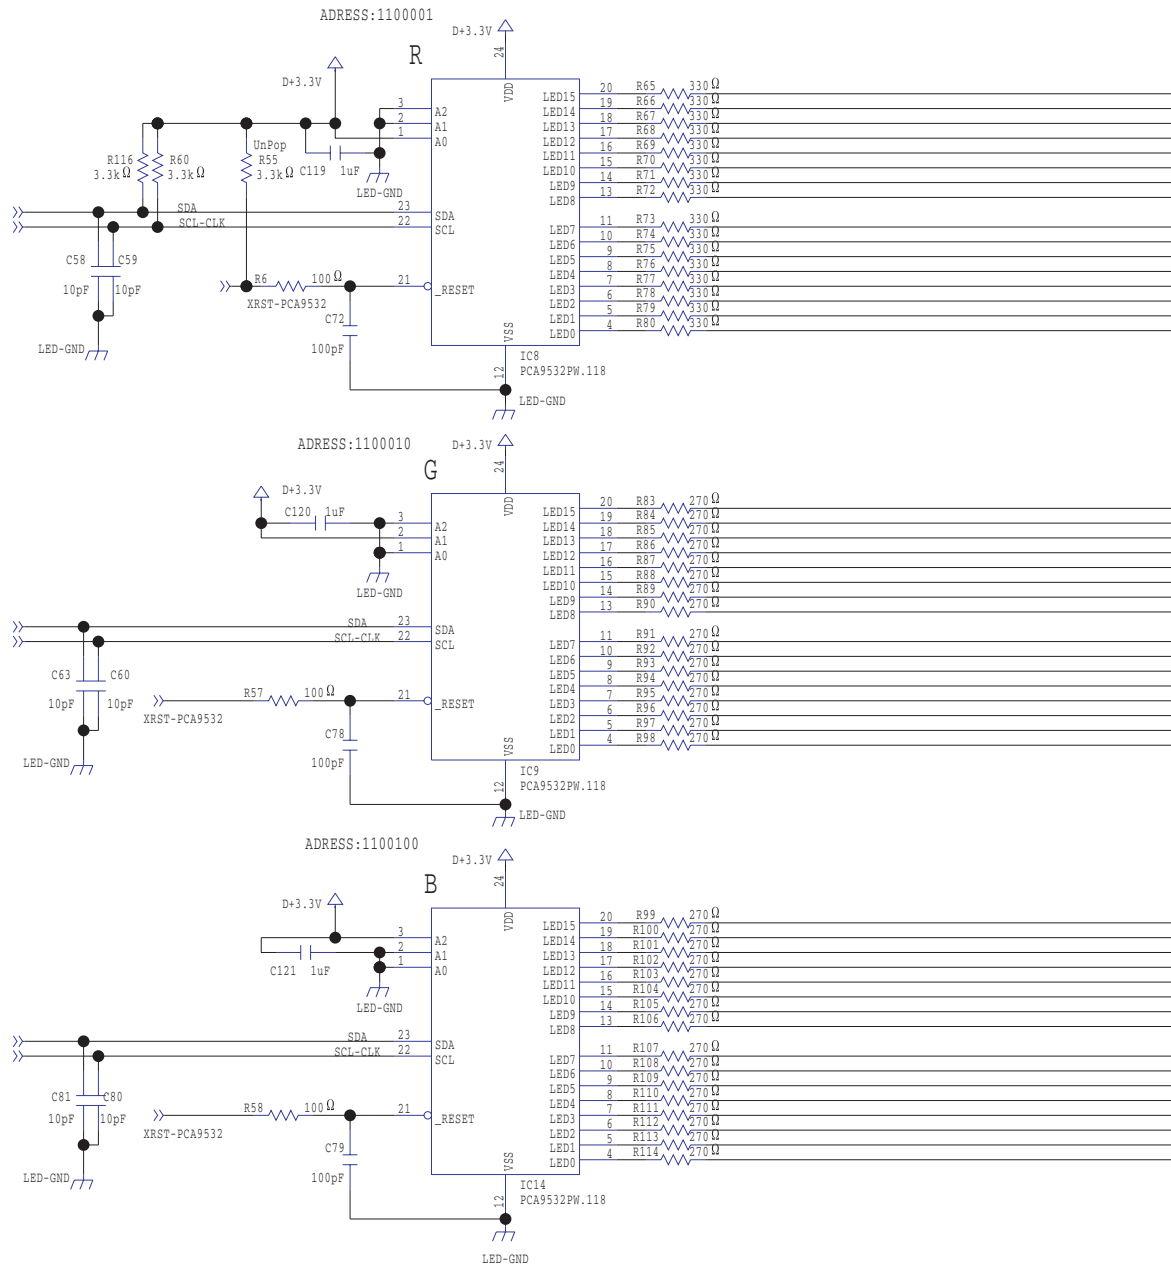 ADRESS:1100001
D+3.3V
24
R
VDD
D+3.3V
3 A2
2 A1
1 A0
UnPop
R116 R60 R55 C119 1uF
3.3kΩ 3.3kΩ 3.3kΩ
LED-GND
SDA 23 SDA
SCL-CLK 22 SCL
C58 C59
10pF 10pF
R6 100Ω 21 _RESET
XRST-PCA9532
C72
100pF
LED-GND
VSS
12
IC8
PCA9532PW.118
LED-GND
LED15 20 R65 330Ω
LED14 19 R66 330Ω
LED13 18 R67 330Ω
LED12 17 R68 330Ω
LED11 16 R69 330Ω
LED10 15 R70 330Ω
LED9 14 R71 330Ω
LED8 13 R72 330Ω
LED7 11 R73 330Ω
LED6 10 R74 330Ω
LED5 9 R75 330Ω
LED4 8 R76 330Ω
LED3 7 R77 330Ω
LED2 6 R78 330Ω
LED1 5 R79 330Ω
LED0 4 R80 330Ω
ADRESS:1100010
D+3.3V
24
G
VDD
D+3.3V
C120 1uF
3 A2
2 A1
1 A0
LED-GND
SDA 23 SDA
SCL-CLK 22 SCL
C63 C60
10pF 10pF
R57 100Ω 21 _RESET
XRST-PCA9532
C78
100pF
LED-GND
VSS
12
IC9
PCA9532PW.118
LED-GND
LED15 20 R83 270Ω
LED14 19 R84 270Ω
LED13 18 R85 270Ω
LED12 17 R86 270Ω
LED11 16 R87 270Ω
LED10 15 R88 270Ω
LED9 14 R89 270Ω
LED8 13 R90 270Ω
LED7 11 R91 270Ω
LED6 10 R92 270Ω
LED5 9 R93 270Ω
LED4 8 R94 270Ω
LED3 7 R95 270Ω
LED2 6 R96 270Ω
LED1 5 R97 270Ω
LED0 4 R98 270Ω
ADRESS:1100100
D+3.3V
24
B
VDD
D+3.3V
3 A2
2 A1
1 A0
C121 1uF
LED-GND
SDA 23 SDA
SCL-CLK 22 SCL
C81 C80
10pF 10pF
R58 100Ω 21 _RESET
XRST-PCA9532
C79
100pF
LED-GND
VSS
12
IC14
PCA9532PW.118
LED-GND
LED15 20 R99 270Ω
LED14 19 R100 270Ω
LED13 18 R101 270Ω
LED12 17 R102 270Ω
LED11 16 R103 270Ω
LED10 15 R104 270Ω
LED9 14 R105 270Ω
LED8 13 R106 270Ω
LED7 11 R107 270Ω
LED6 10 R108 270Ω
LED5 9 R109 270Ω
LED4 8 R110 270Ω
LED3 7 R111 270Ω
LED2 6 R112 270Ω
LED1 5 R113 270Ω
LED0 4 R114 270Ω